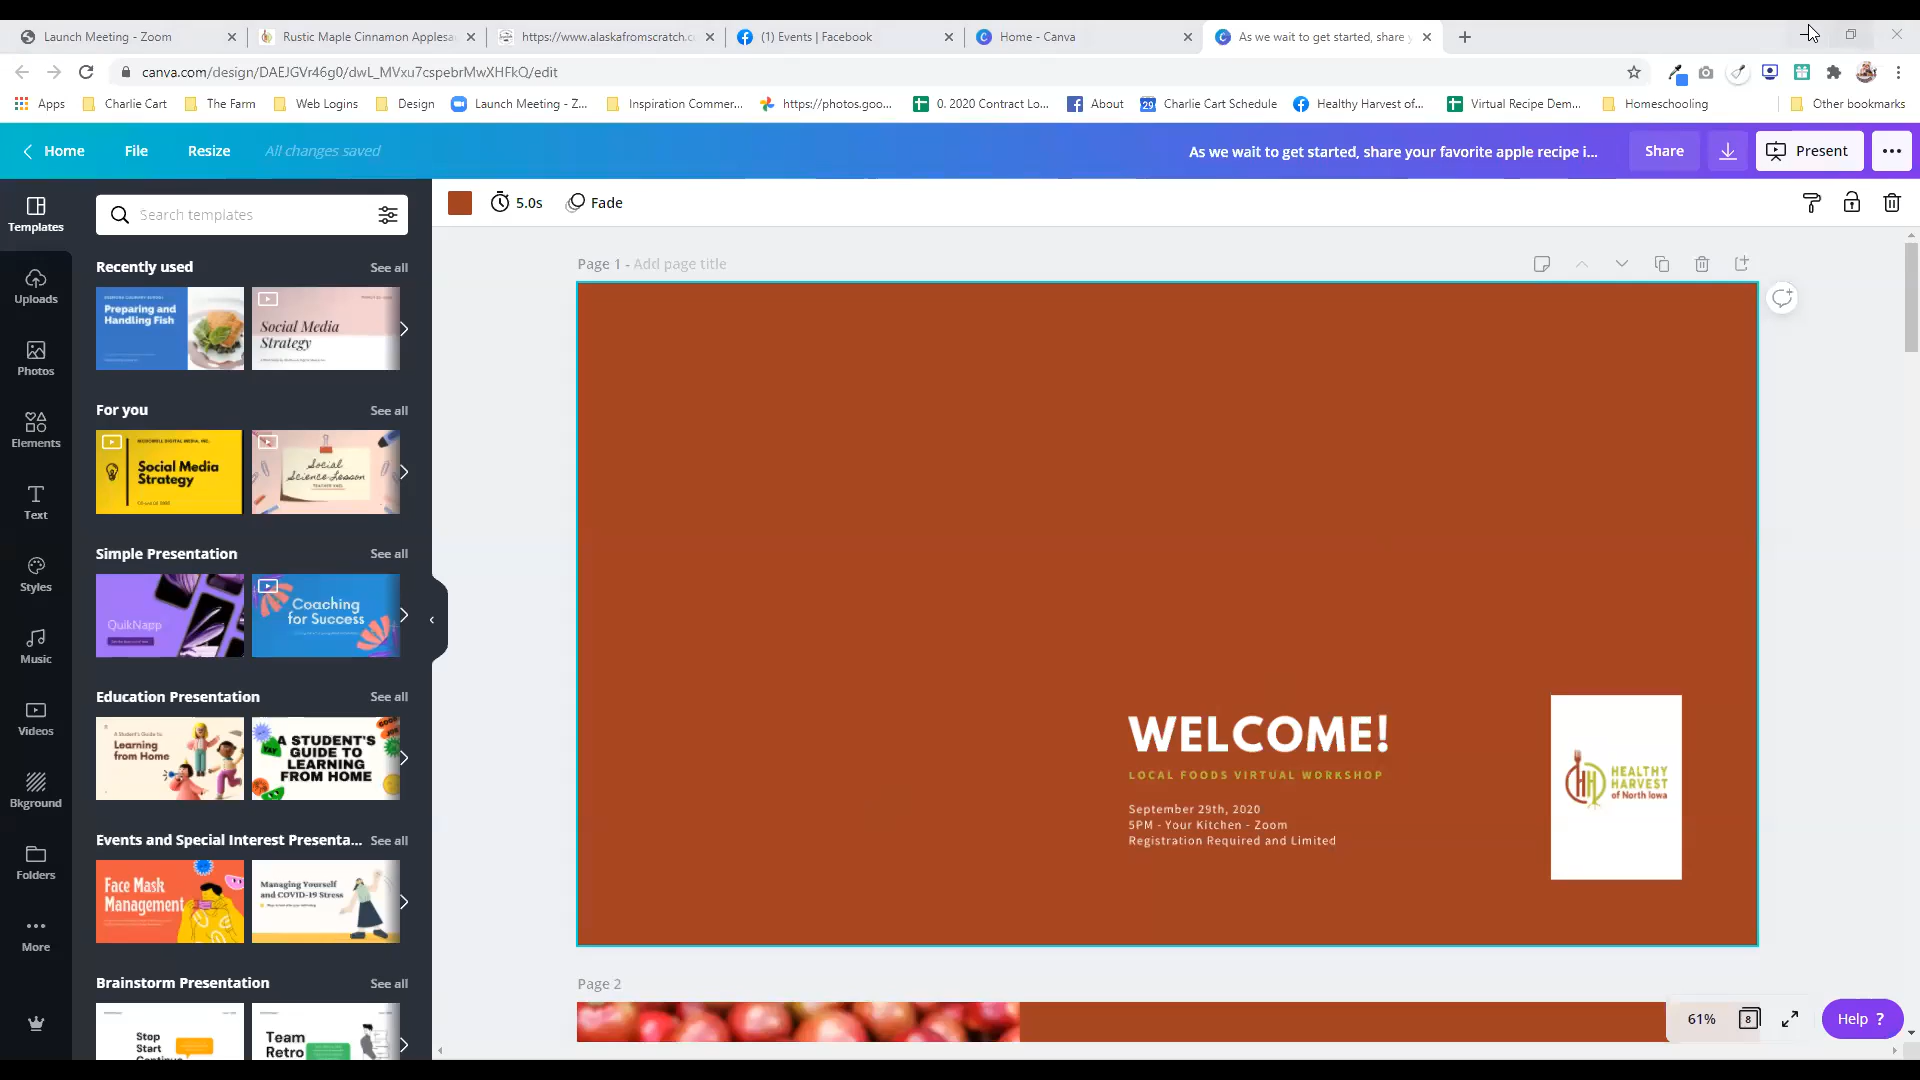 Launch Meeting - Zoom
Rustic Maple Cinnamon Applesau
https://www.alaskafromscratch.c
(1) Events | Facebook
Home - Canva
As we wait to get started, share y
canva.com/design/DAEJGVr46g0/dwL_MVxu7cspebrMwXHFkQ/edit
Apps
Charlie Cart
The Farm
Web Logins
Design
Launch Meeting - Z...
Inspiration Commer...
https://photos.goo...
0. 2020 Contract Lo...
About
29
Charlie Cart Schedule
Healthy Harvest of...
Virtual Recipe Dem...
Homeschooling
Other bookmarks
Home
File
Resize
All changes saved
As we wait to get started, share your favorite apple recipe i...
Share
Present
Templates
Uploads
Photos
Elements
Text
Styles
Music
Videos
Bkground
Folders
More
Search templates
5.0s
Fade
Recently used
See all
Preparing and
Handling Fish
Social Media
Strategy
For you
See all
Social Media
Strategy
Social
Science Lesson
Simple Presentation
See all
QuikNapp
Coaching
for Success
Education Presentation
See all
A Student's Guide to
Learning
from Home
A STUDENT'S
GUIDE TO
LEARNING
FROM HOME
Events and Special Interest Presenta...
See all
Face Mask
Management
Managing Yourself
and COVID-19 Stress
Brainstorm Presentation
See all
Stop
Start
Continue
Team
Retro
Page 1 - Add page title
WELCOME!
LOCAL FOODS VIRTUAL WORKSHOP
September 29th, 2020
5PM - Your Kitchen - Zoom
Registration Required and Limited
HEALTHY
HARVEST
of North Iowa
Page 2
61%
8
Help ?